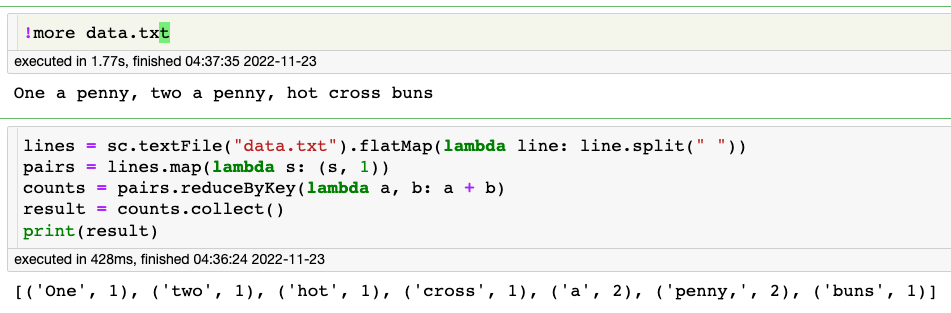 !more data.txt
executed in 1.77s, finished 04:37:35 2022-11-23
One a penny, two a penny, hot cross buns
lines = sc.textFile("data.txt").flatMap(lambda line: line.split(" "))
pairs = lines.map(lambda s: (s, 1))
counts = pairs.reduceByKey(lambda a, b: a + b)
result = counts.collect()
print(result)
executed in 428ms, finished 04:36:24 2022-11-23
[('One', 1), ('two', 1), ('hot', 1), ('cross', 1), ('a', 2), ('penny,', 2), ('buns', 1)]